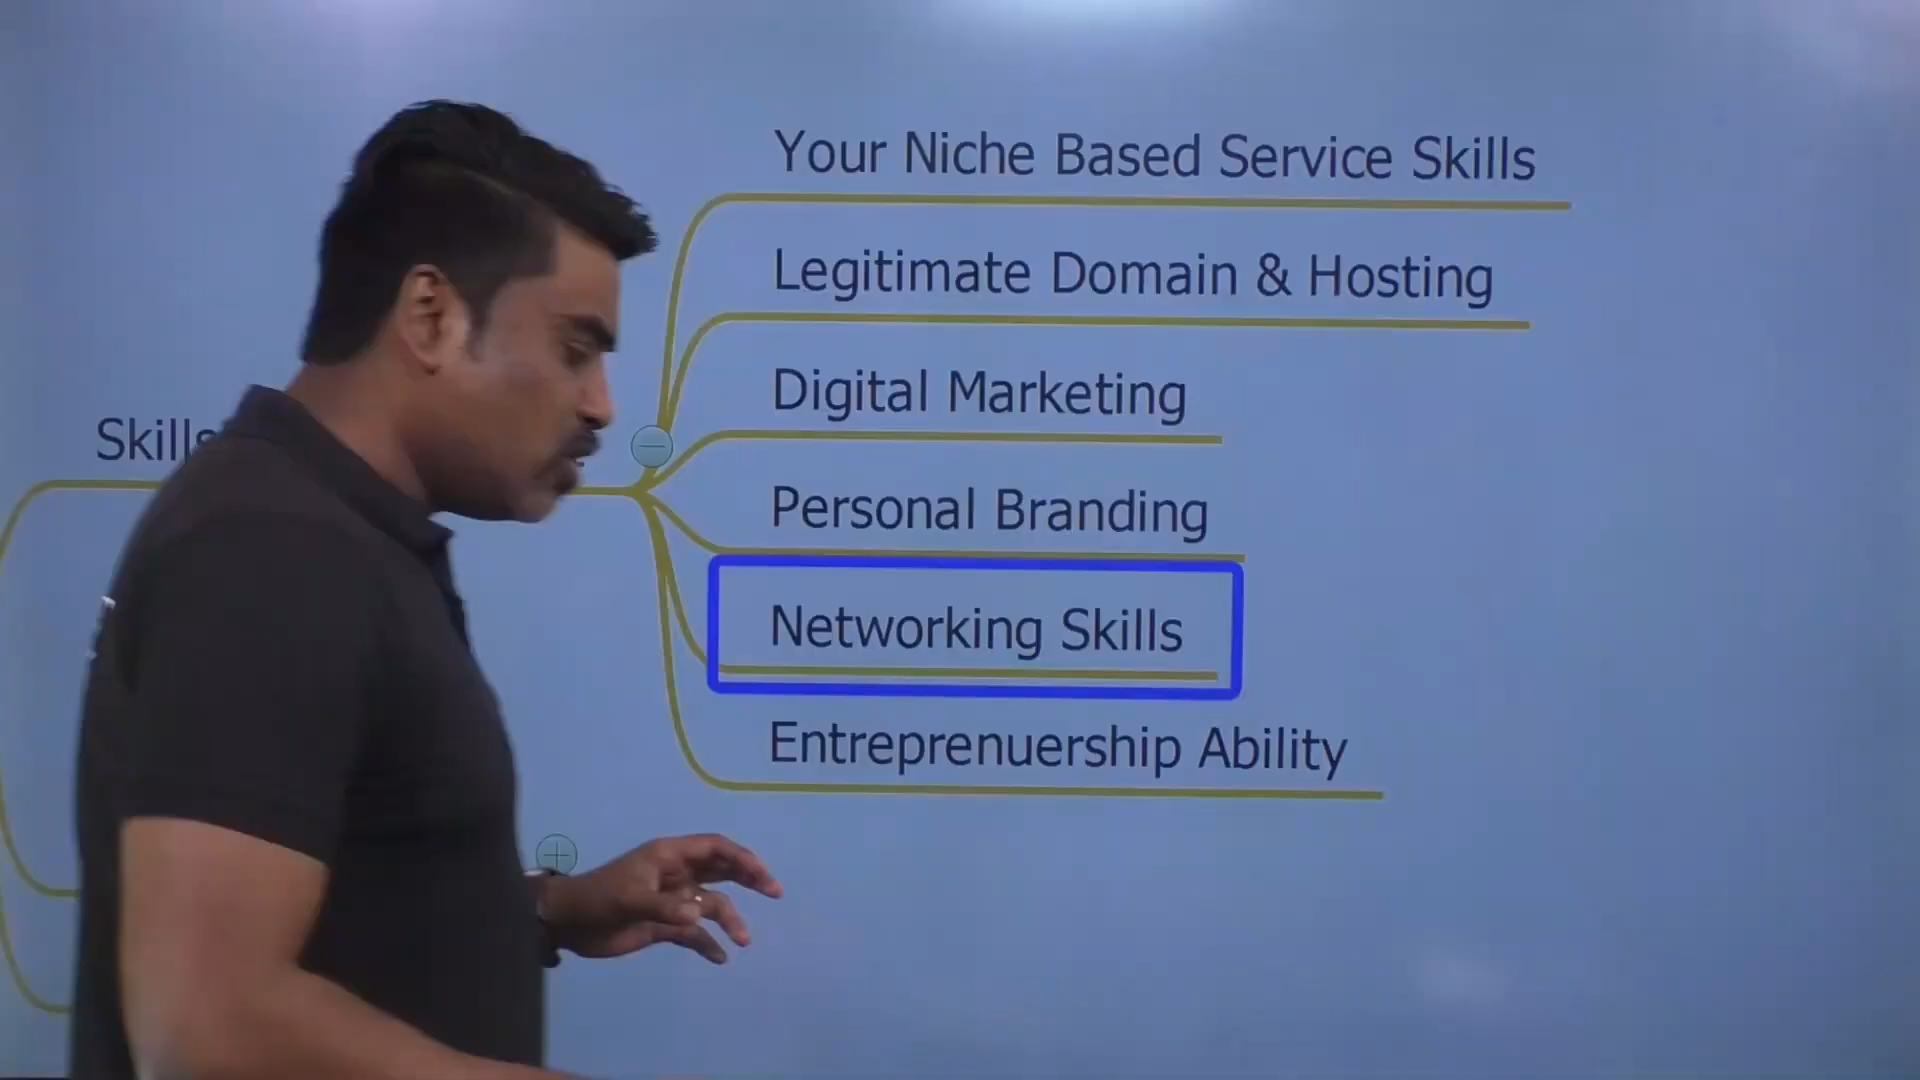 Your Niche Based Service Skills
Legitimate Domain & Hosting
Digital Marketing
Skills
Personal Branding
Networking Skills
Entreprenuership Ability